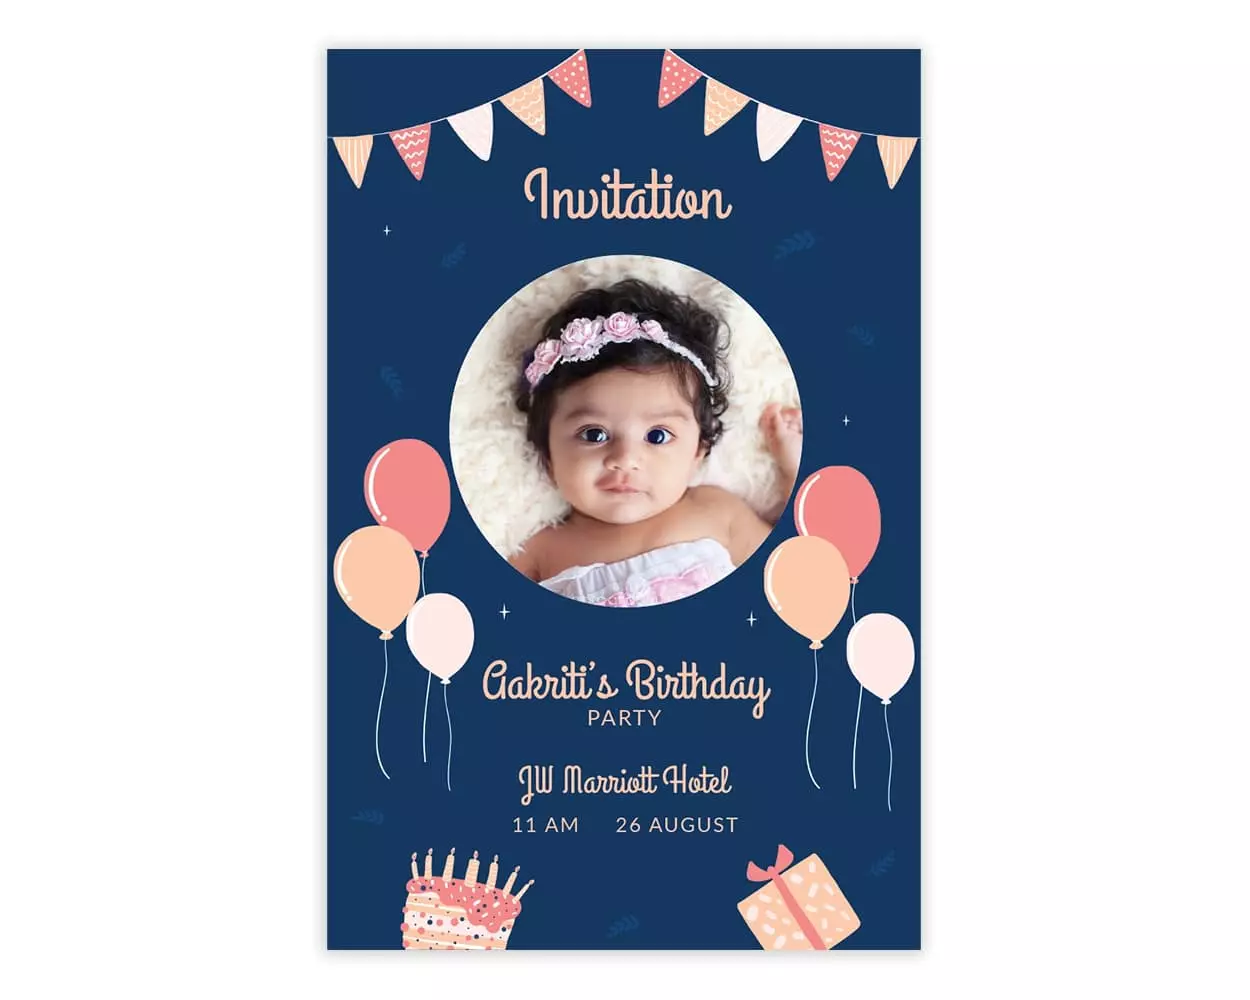 Invitation
Aakriti's Birthday
PARTY
JW Marriott Hotel
11 AM 26 AUGUST